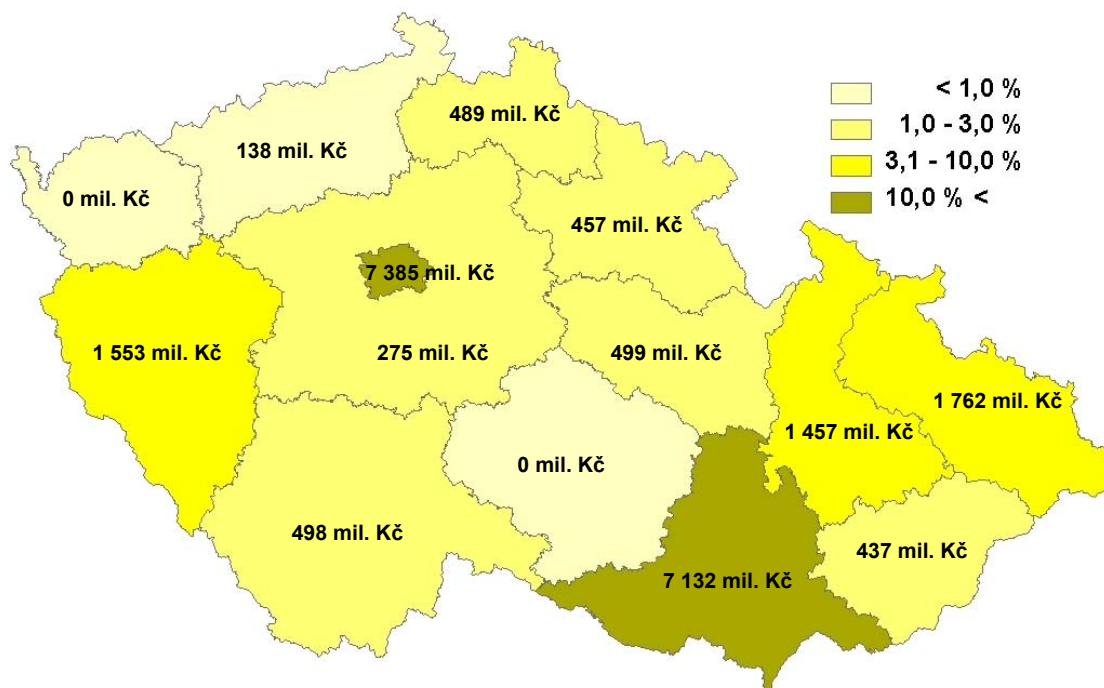 489 mil. Kč
138 mil. Kč
0 mil. Kč
457 mil. Kč
7 385 mil. Kč
1 553 mil. Kč
275 mil. Kč
499 mil. Kč
1 762 mil. Kč
1 457 mil. Kč
0 mil. Kč
498 mil. Kč
437 mil. Kč
7 132 mil. Kč
< 1,0 %
1,0 - 3,0 %
3,1 - 10,0 %
10,0 % <